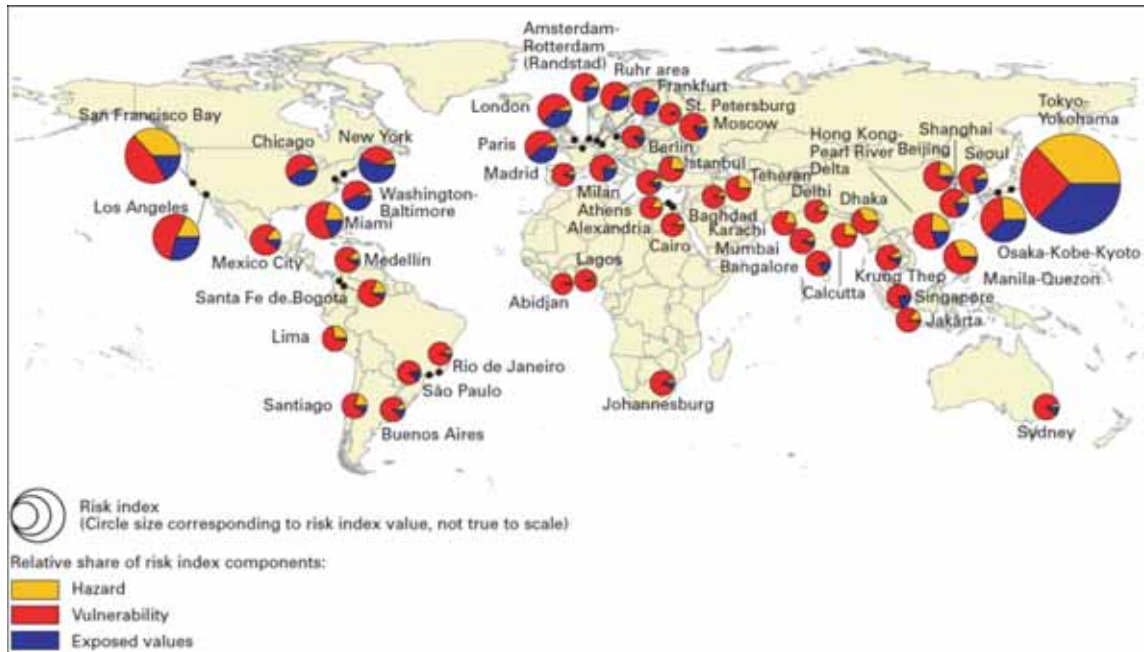 Amsterdam-
Rotterdam
(Randstad)
Ruhr area
Frankfurt
St. Petersburg
Moscow
London
Paris
Berlin
Madrid
Istanbul
Milan
Athens
Alexandria
Cairo
Baghdad
Teheran
Karachi
Delhi
Mumbai
Bangalore
Dhaka
Calcutta
Hong Kong-
Pearl River
Delta
Shanghai
Beijing
Seoul
Tokyo-
Yokohama
Osaka-Kobe-Kyoto
Manila-Quezon
Krung Thep
Singapore
Jakarta
San Francisco Bay
Chicago
New York
Washington-
Baltimore
Los Angeles
Miami
Mexico City
Medellín
Santa Fe de Bogota
Lagos
Abidjan
Lima
Rio de Janeiro
São Paulo
Santiago
Buenos Aires
Johannesburg
Sydney
Risk index
(Circle size corresponding to risk index value, not true to scale)
Relative share of risk index components:
Hazard
Vulnerability
Exposed values